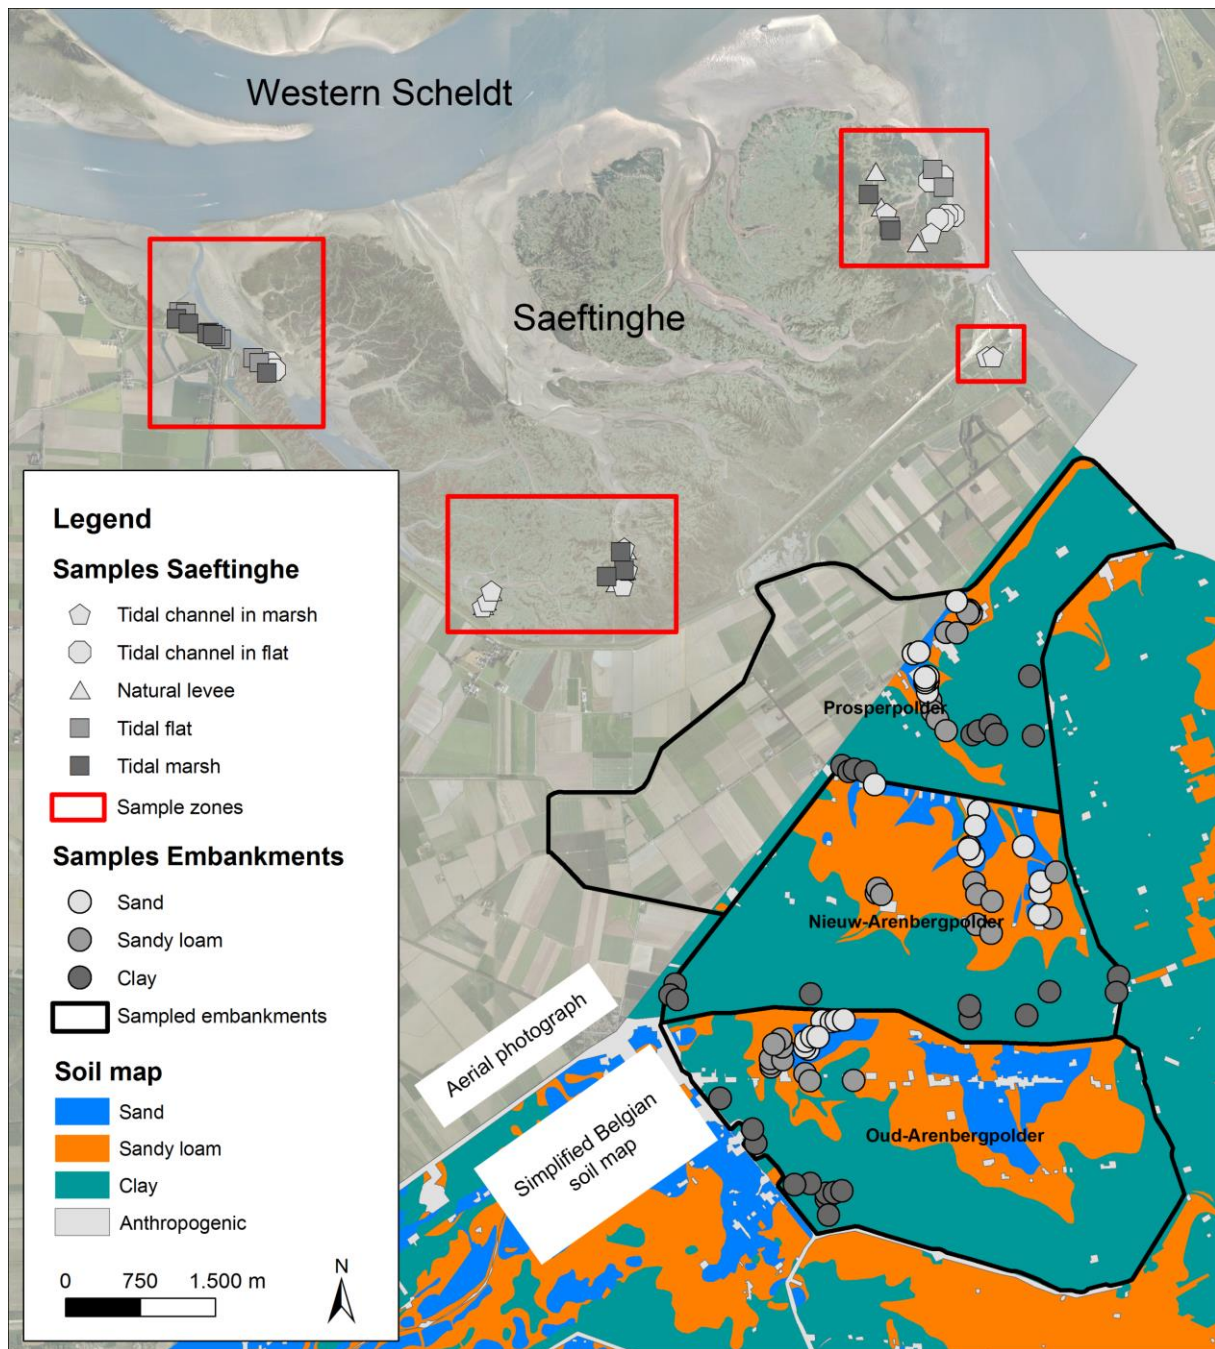 Western Scheldt
Saeftinghe
Prosperpolder
Nieuw-Arenbergpolder
Oud-Arenbergpolder
Aerial photograph
Simplified Belgian
soil map
Legend
Samples Saeftinghe
Tidal channel in marsh
Tidal channel in flat
Natural levee
Tidal flat
Tidal marsh
Sample zones
Samples Embankments
Sand
Sandy loam
Clay
Sampled embankments
Soil map
Sand
Sandy loam
Clay
Anthropogenic
0 750 1.500 m
N